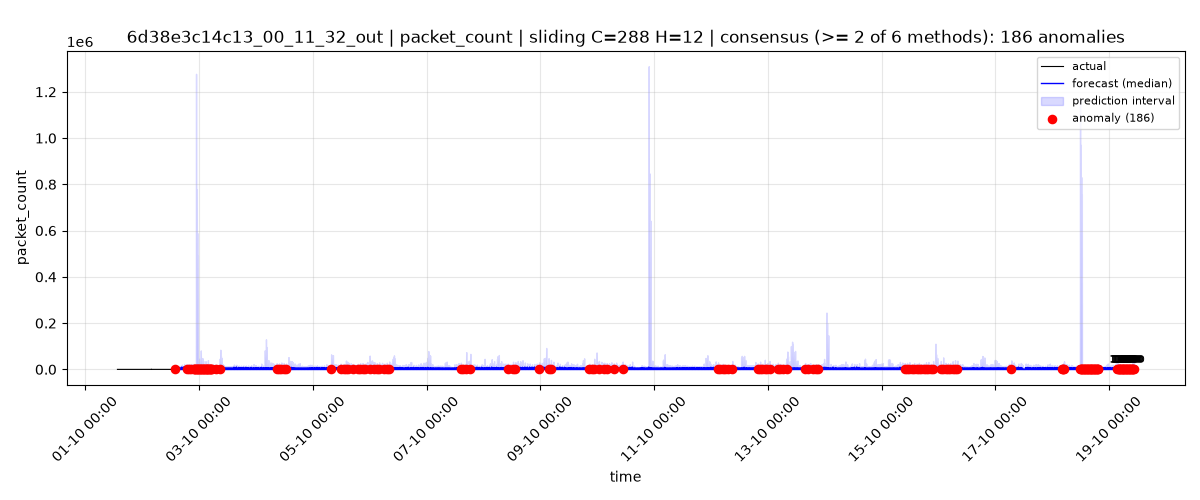 6d38e3c14c13_00_11_32_out | packet_count | sliding C=288 H=12 | consensus (>= 2 of 6 methods): 186 anomalies
1e6
actual
forecast (median)
prediction interval
anomaly (186)
1.2
1.0
0.8
0.6
0.4
0.2
0.0
packet_count
01-10 00:00
03-10 00:00
05-10 00:00
07-10 00:00
09-10 00:00
11-10 00:00
13-10 00:00
15-10 00:00
17-10 00:00
19-10 00:00
time